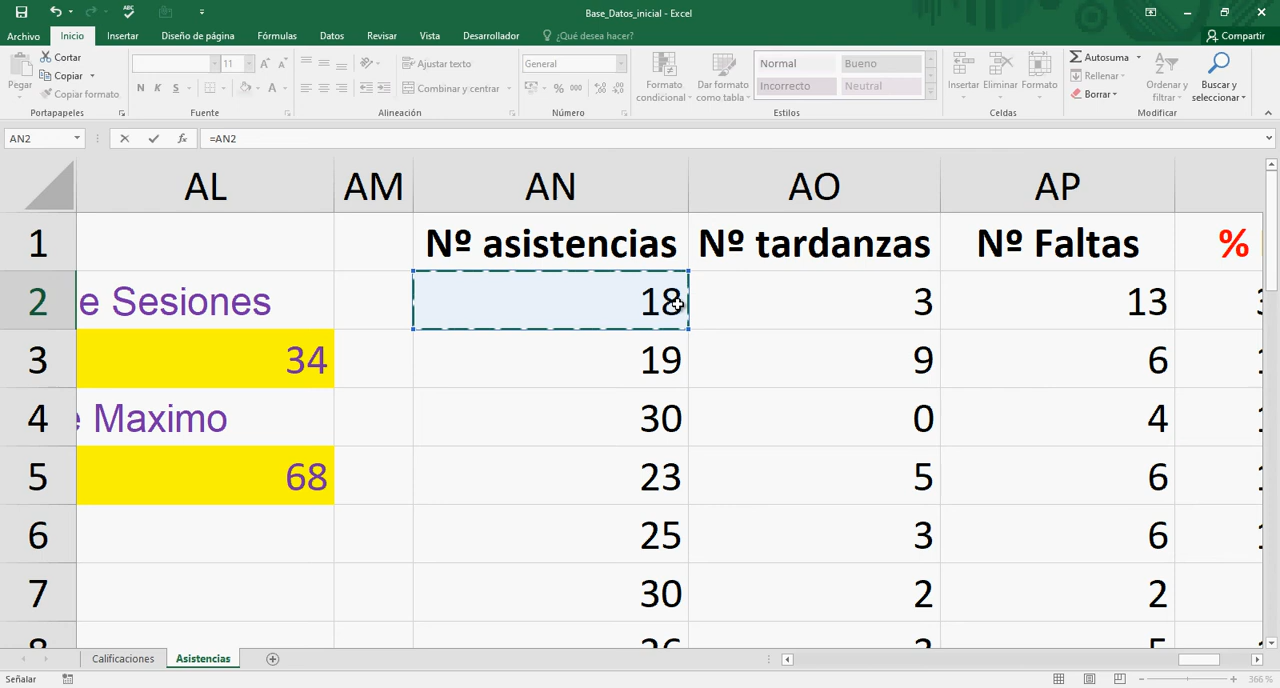 Base_Datos_inicial - Excel
Archivo Inicio Insertar Diseño de página Fórmulas Datos Revisar Vista Desarrollador ¿Qué desea hacer? Compartir
Pegar
Cortar
Copiar
Copiar formato
Portapapeles
11
N K S
Fuente
Ajustar texto
Combinar y centrar
Alineación
General
% 000
Número
Formato condicional
Dar formato como tabla
Normal Bueno
Incorrecto Neutral
Estilos
Insertar Eliminar Formato
Celdas
Autosuma
Rellenar
Borrar
Ordenar y filtrar
Buscar y seleccionar
Modificar
AN2 fx =AN2
AL AM AN AO AP
1 Nº asistencias Nº tardanzas Nº Faltas %
2 e Sesiones 18 3 13
3 34 19 9 6
4 Maximo 30 0 4
5 68 23 5 6
6 25 3 6
7 30 2 2
Calificaciones Asistencias
Señalar 366 %